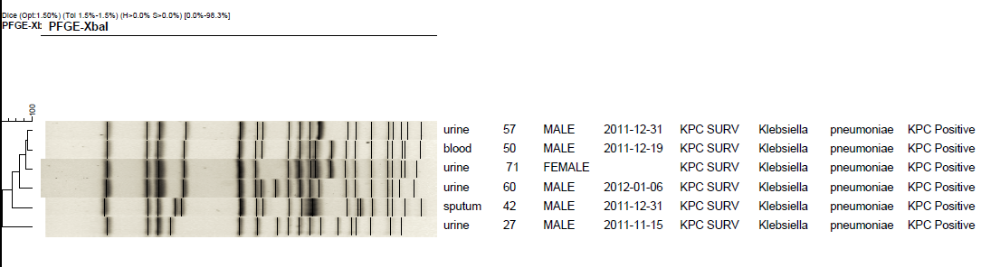 Dice (Opt:1.50%) (Tol 1.5%-1.5%) (H>0.0% S>0.0%) [0.0%-98.3%]
PFGE-XI PFGE-XbaI
100
urine 57 MALE 2011-12-31 KPC SURV Klebsiella pneumoniae KPC Positive
blood 50 MALE 2011-12-19 KPC SURV Klebsiella pneumoniae KPC Positive
urine 71 FEMALE KPC SURV Klebsiella pneumoniae KPC Positive
urine 60 MALE 2012-01-06 KPC SURV Klebsiella pneumoniae KPC Positive
sputum 42 MALE 2011-12-31 KPC SURV Klebsiella pneumoniae KPC Positive
urine 27 MALE 2011-11-15 KPC SURV Klebsiella pneumoniae KPC Positive